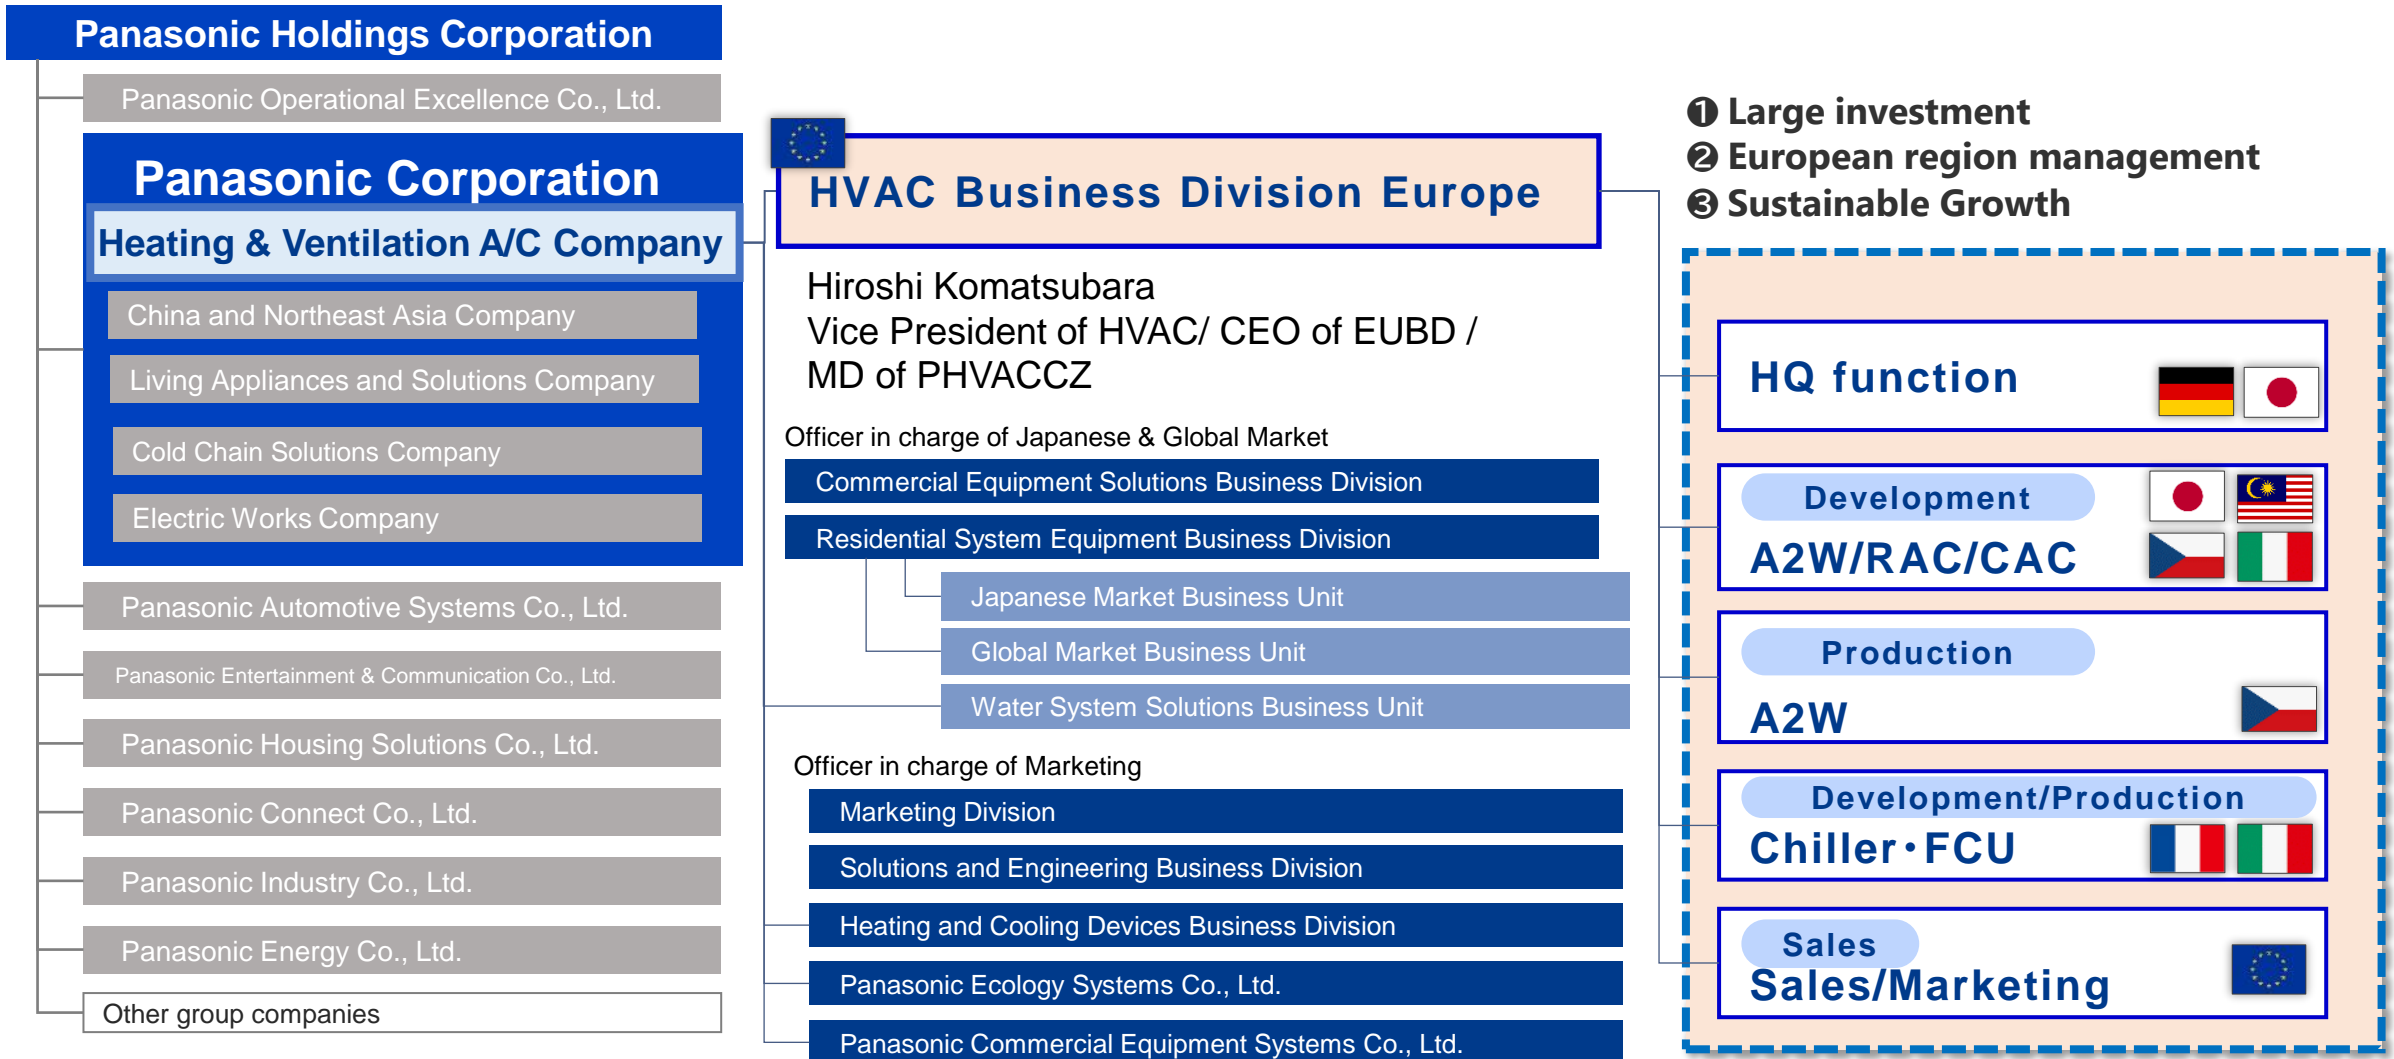 Panasonic Holdings Corporation
Panasonic Operational Excellence Co., Ltd.
Panasonic Corporation
Heating & Ventilation A/C Company
China and Northeast Asia Company
Living Appliances and Solutions Company
Cold Chain Solutions Company
Electric Works Company
Panasonic Automotive Systems Co., Ltd.
Panasonic Entertainment & Communication Co., Ltd.
Panasonic Housing Solutions Co., Ltd.
Panasonic Connect Co., Ltd.
Panasonic Industry Co., Ltd.
Panasonic Energy Co., Ltd.
Other group companies
HVAC Business Division Europe
Hiroshi Komatsubara
Vice President of HVAC/ CEO of EUBD /
MD of PHVACCZ
Officer in charge of Japanese & Global Market
Commercial Equipment Solutions Business Division
Residential System Equipment Business Division
Japanese Market Business Unit
Global Market Business Unit
Water System Solutions Business Unit
Officer in charge of Marketing
Marketing Division
Solutions and Engineering Business Division
Heating and Cooling Devices Business Division
Panasonic Ecology Systems Co., Ltd.
Panasonic Commercial Equipment Systems Co., Ltd.
❶ Large investment
❷ European region management
❸ Sustainable Growth
HQ function
Development
A2W/RAC/CAC
Production
A2W
Development/Production
Chiller・FCU
Sales
Sales/Marketing